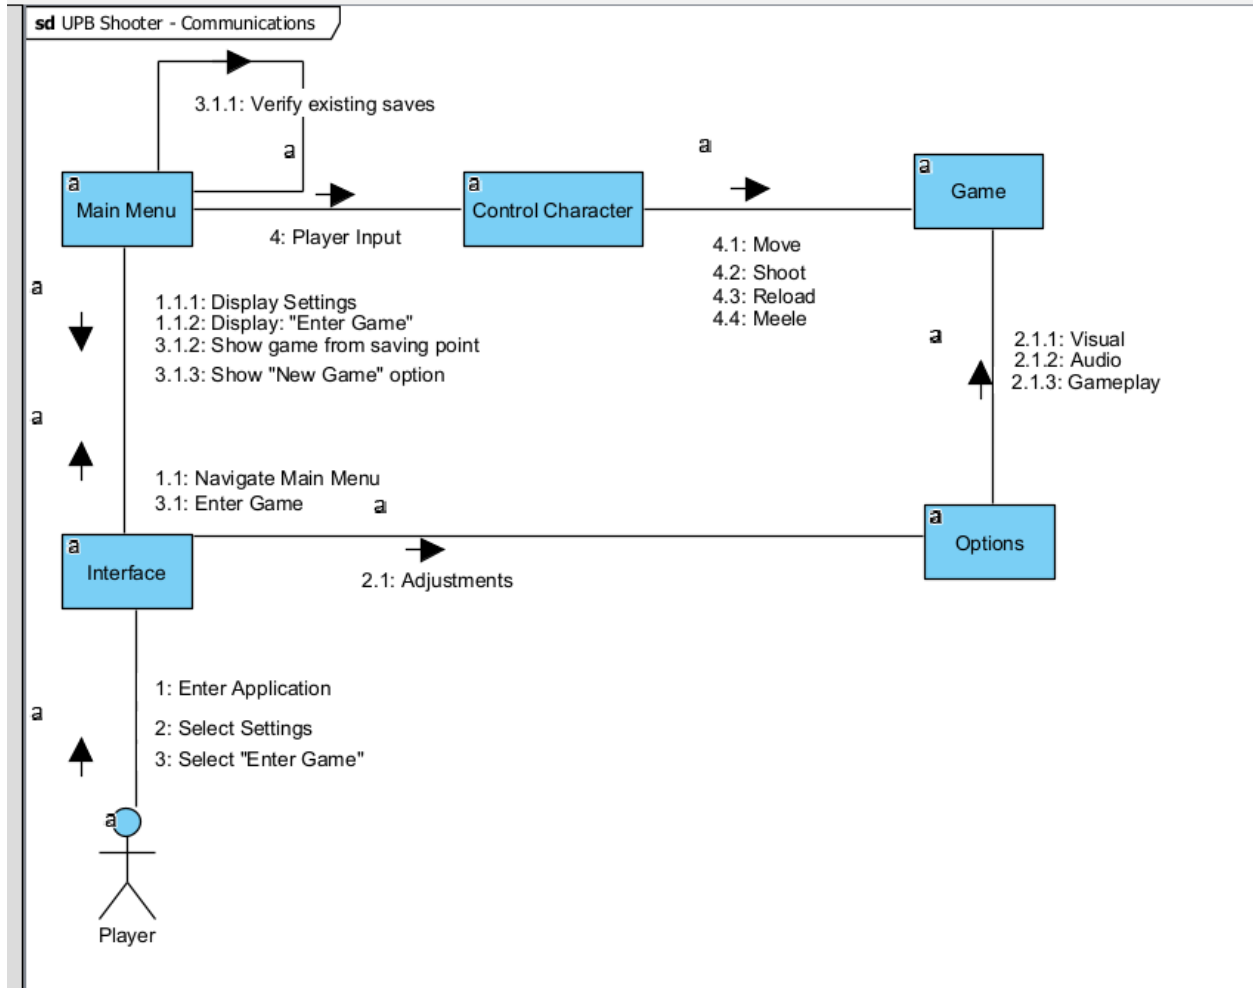 sd UPB Shooter - Communications
3.1.1: Verify existing saves
a
a
a
Main Menu
a
Control Character
a
Game
4: Player Input
4.1: Move
4.2: Shoot
4.3: Reload
4.4: Meele
a
1.1.1: Display Settings
1.1.2: Display: "Enter Game"
3.1.2: Show game from saving point
3.1.3: Show "New Game" option
a
2.1.1: Visual
2.1.2: Audio
2.1.3: Gameplay
a
1.1: Navigate Main Menu
3.1: Enter Game
a
a
Interface
a
Options
2.1: Adjustments
1: Enter Application
2: Select Settings
3: Select "Enter Game"
a
a
Player